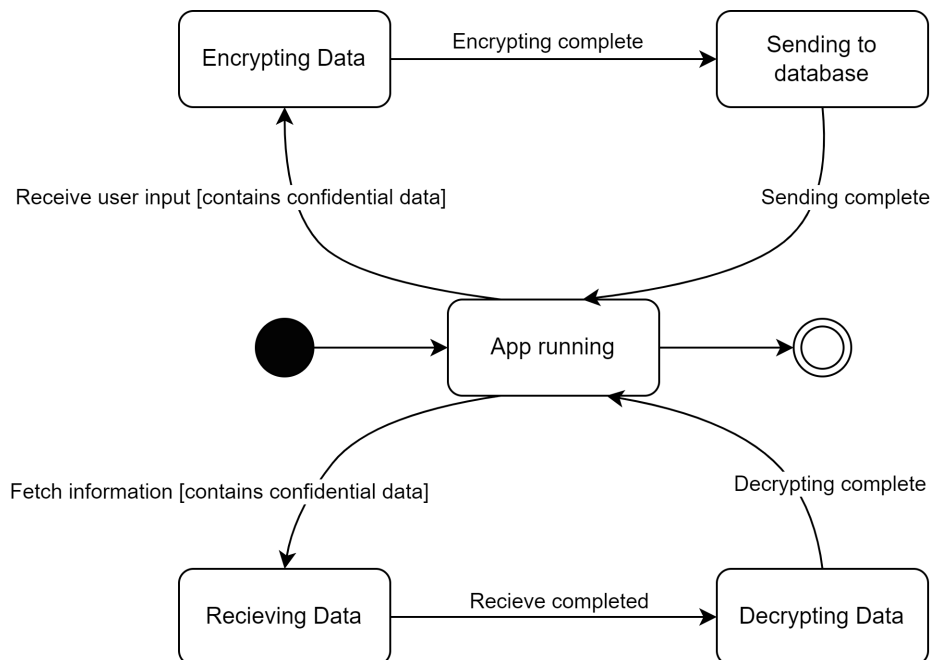 Encrypting complete
Encrypting Data
Sending to
database
Receive user input [contains confidential data]
Sending complete
App running
Fetch information [contains confidential data]
Decrypting complete
Recieve completed
Recieving Data
Decrypting Data